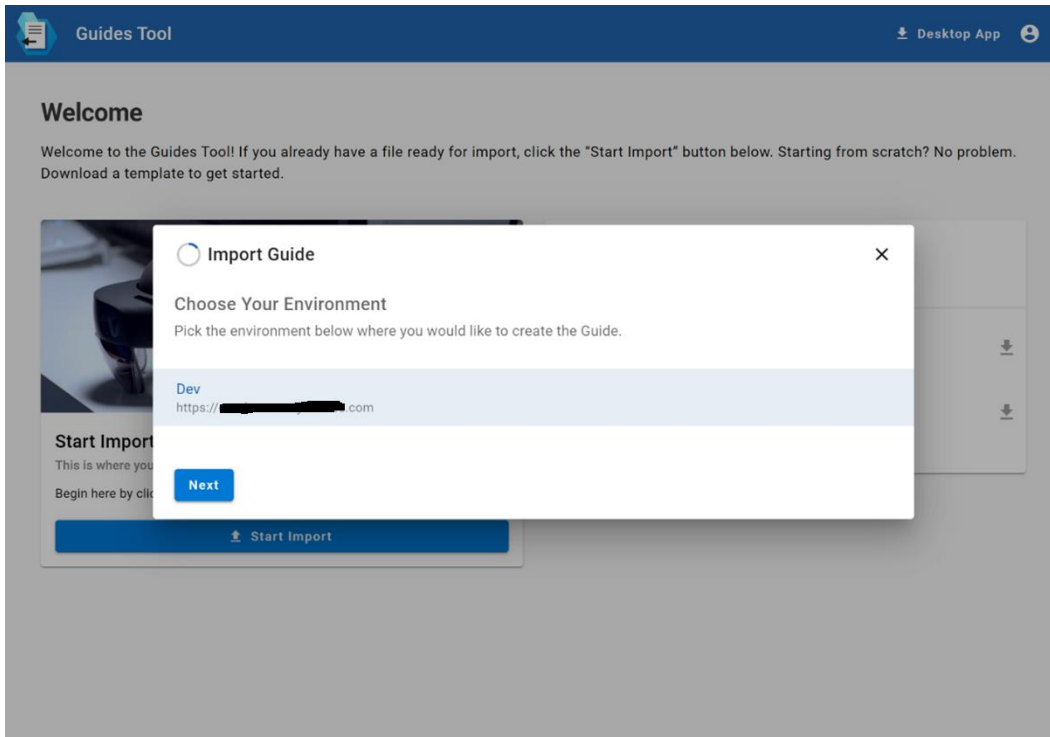 Guides Tool
Desktop App
Welcome
Welcome to the Guides Tool! If you already have a file ready for import, click the "Start Import" button below. Starting from scratch? No problem.
Download a template to get started.
Import Guide
Choose Your Environment
Pick the environment below where you would like to create the Guide.
Dev
https:// .com
Start Import
This is where you
Begin here by
Next
Start Import